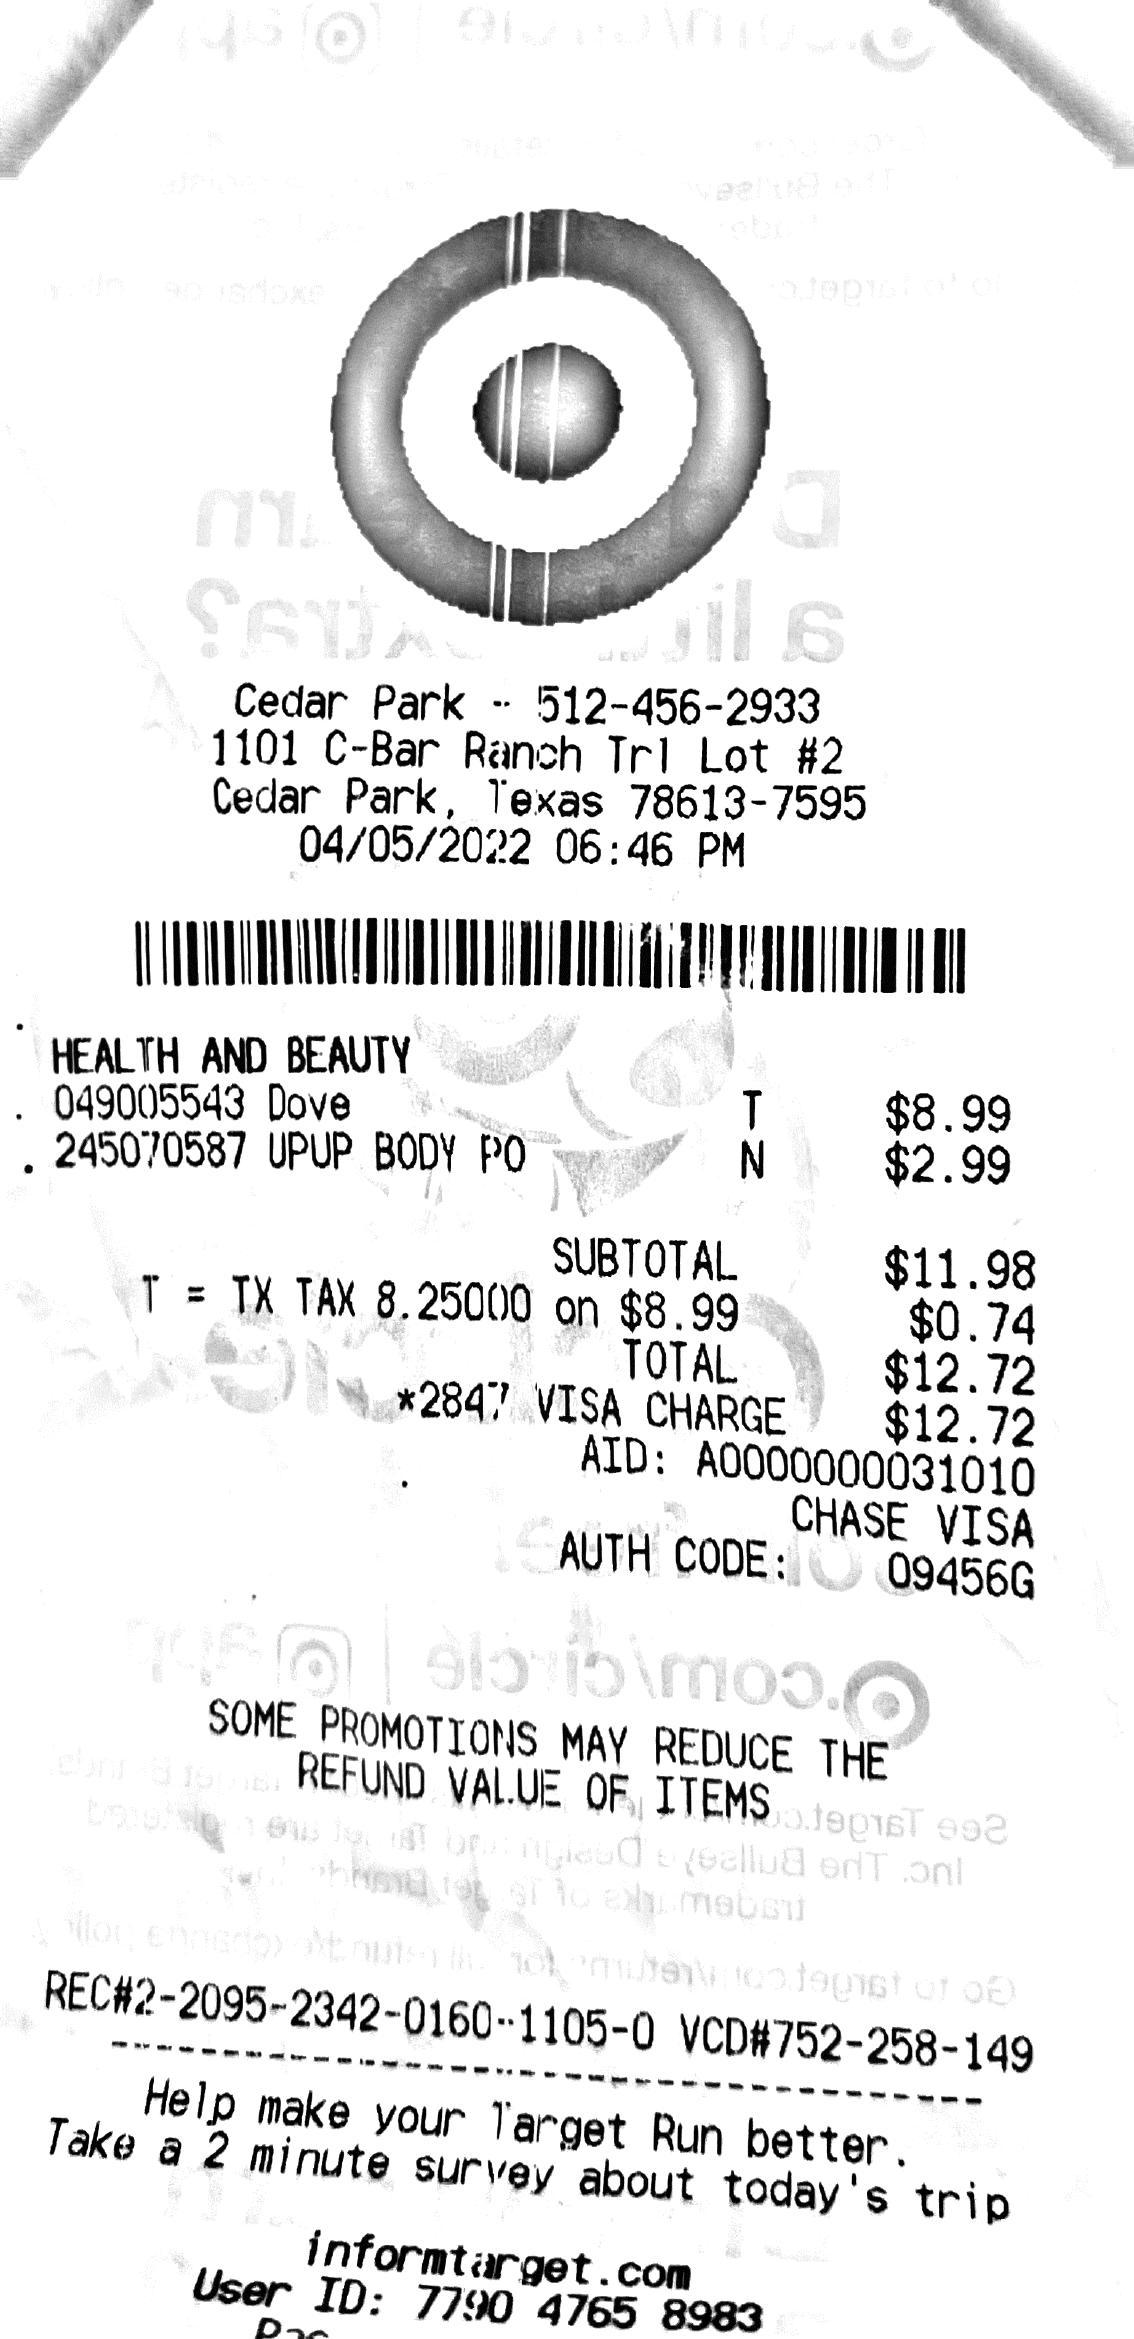 Cedar Park - 512-456-2933
1101 C-Bar Ranch Trl Lot #2
Cedar Park, Texas 78613-7595
04/05/2022 06:46 PM
HEALTH AND BEAUTY
049005543 Dove T $8.99
245070587 UPUP BODY PO N $2.99
SUBTOTAL $11.98
T = TX TAX 8.25000 on $8.99 $0.74
TOTAL $12.72
*2847 VISA CHARGE $12.72
AID: A0000000031010
CHASE VISA
AUTH CODE: 09456G
SOME PROMOTIONS MAY REDUCE THE
REFUND VALUE OF ITEMS
REC#2-2095-2342-0160-1105-0 VCD#752-258-149
Help make your Target Run better.
Take a 2 minute survey about today's trip
informtarget.com
User ID: 7790 4765 8983